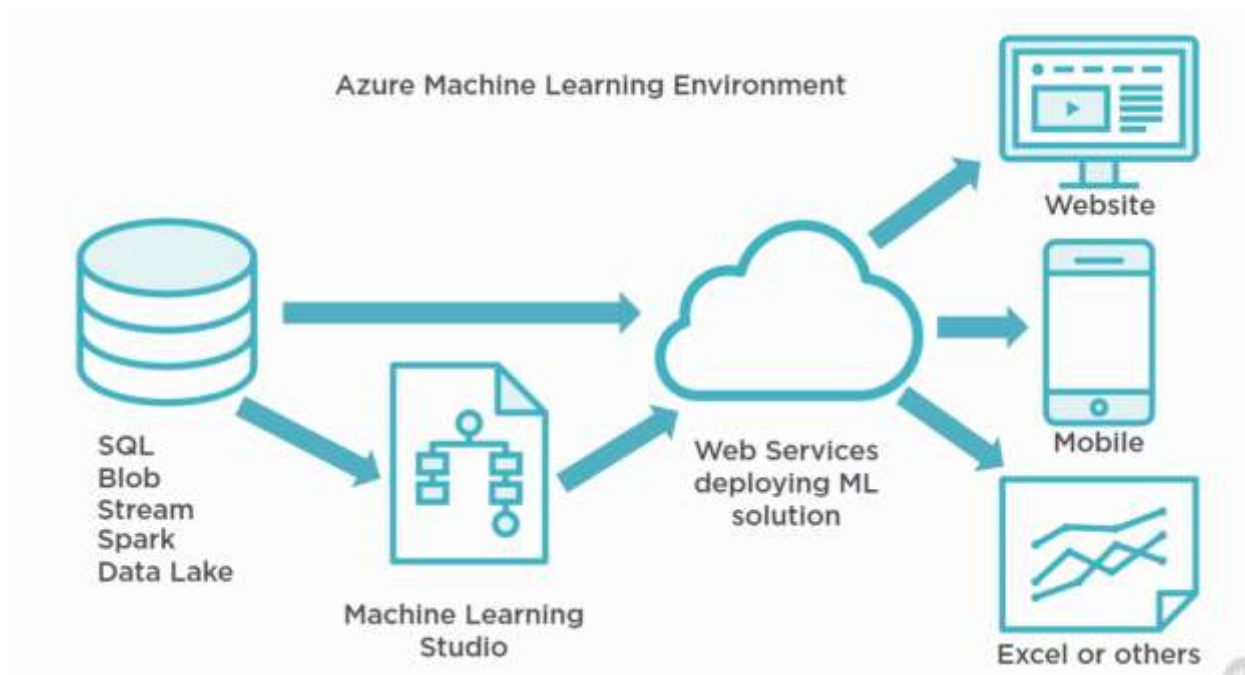 Azure Machine Learning Environment
Website
SQL
Blob
Stream
Spark
Data Lake
Machine Learning
Studio
Web Services
deploying ML
solution
Mobile
Excel or others